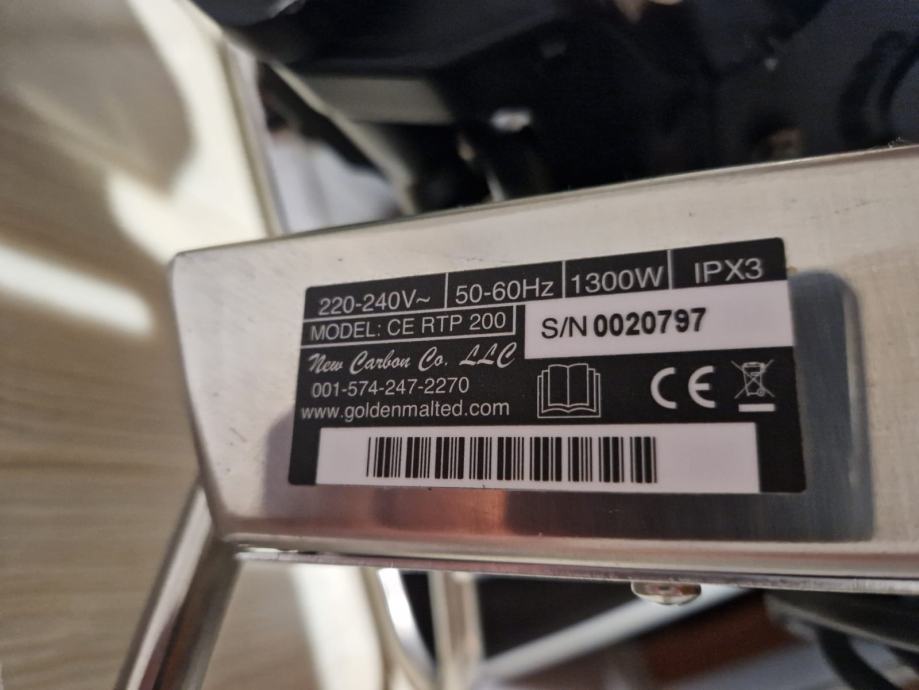 220-240V~ 50-60Hz 1300W IPX3
MODEL: CE RTP 200
S/N 0020797
New Carbon Co. LLC
001-574-247-2270
www.goldenmalted.com
CE